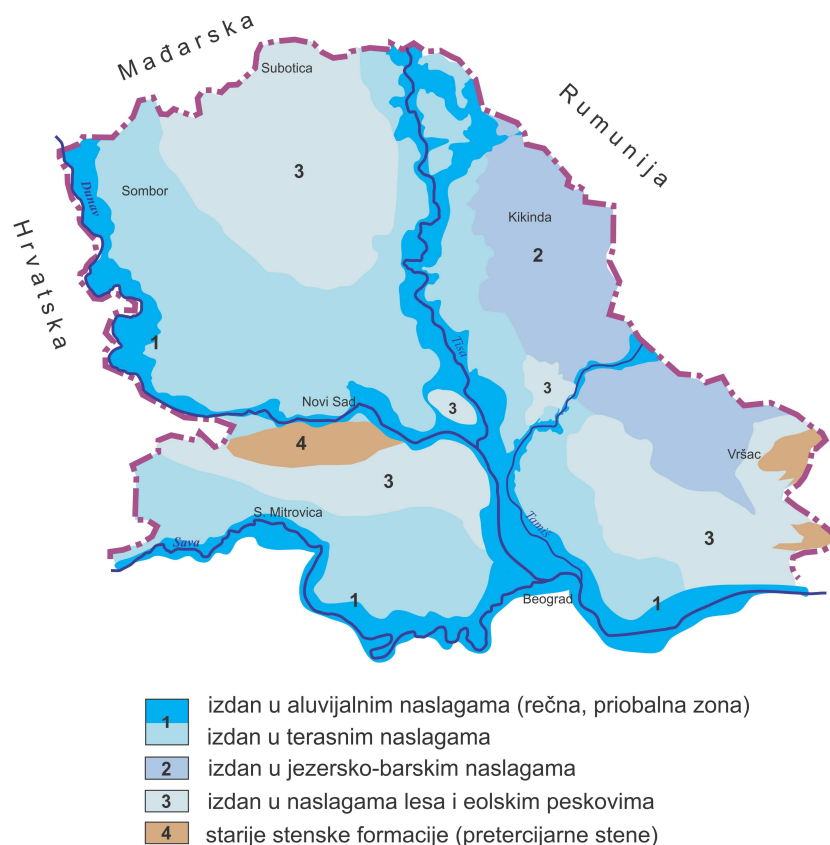 Mađarska
Subotica
Rumunija
3
Sombor
Dunav
Kikinda
2
Hrvatska
1
Tisa
3
Novi Sad
3
4
Vršac
3
S. Mitrovica
Tamiš
Sava
3
1
Beograd
1
1 izdan u aluvijalnim naslagama (rečna, priobalna zona)
izdan u terasnim naslagama
2 izdan u jezersko-barskim naslagama
3 izdan u naslagama lesa i eolskim peskovima
4 starije stenske formacije (pretercijarne stene)